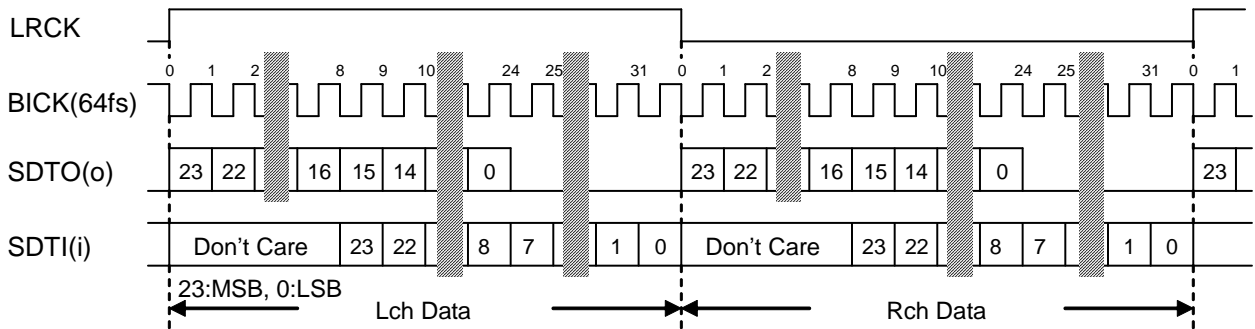 LRCK
0 1 2 8 9 10 24 25 31 0 1 2 8 9 10 24 25 31 0 1
BICK(64fs)
SDTO(o) 23 22 16 15 14 0 23 22 16 15 14 0 23
SDTI(i) Don't Care 23 22 8 7 1 0 Don't Care 23 22 8 7 1 0
23:MSB, 0:LSB
Lch Data Rch Data